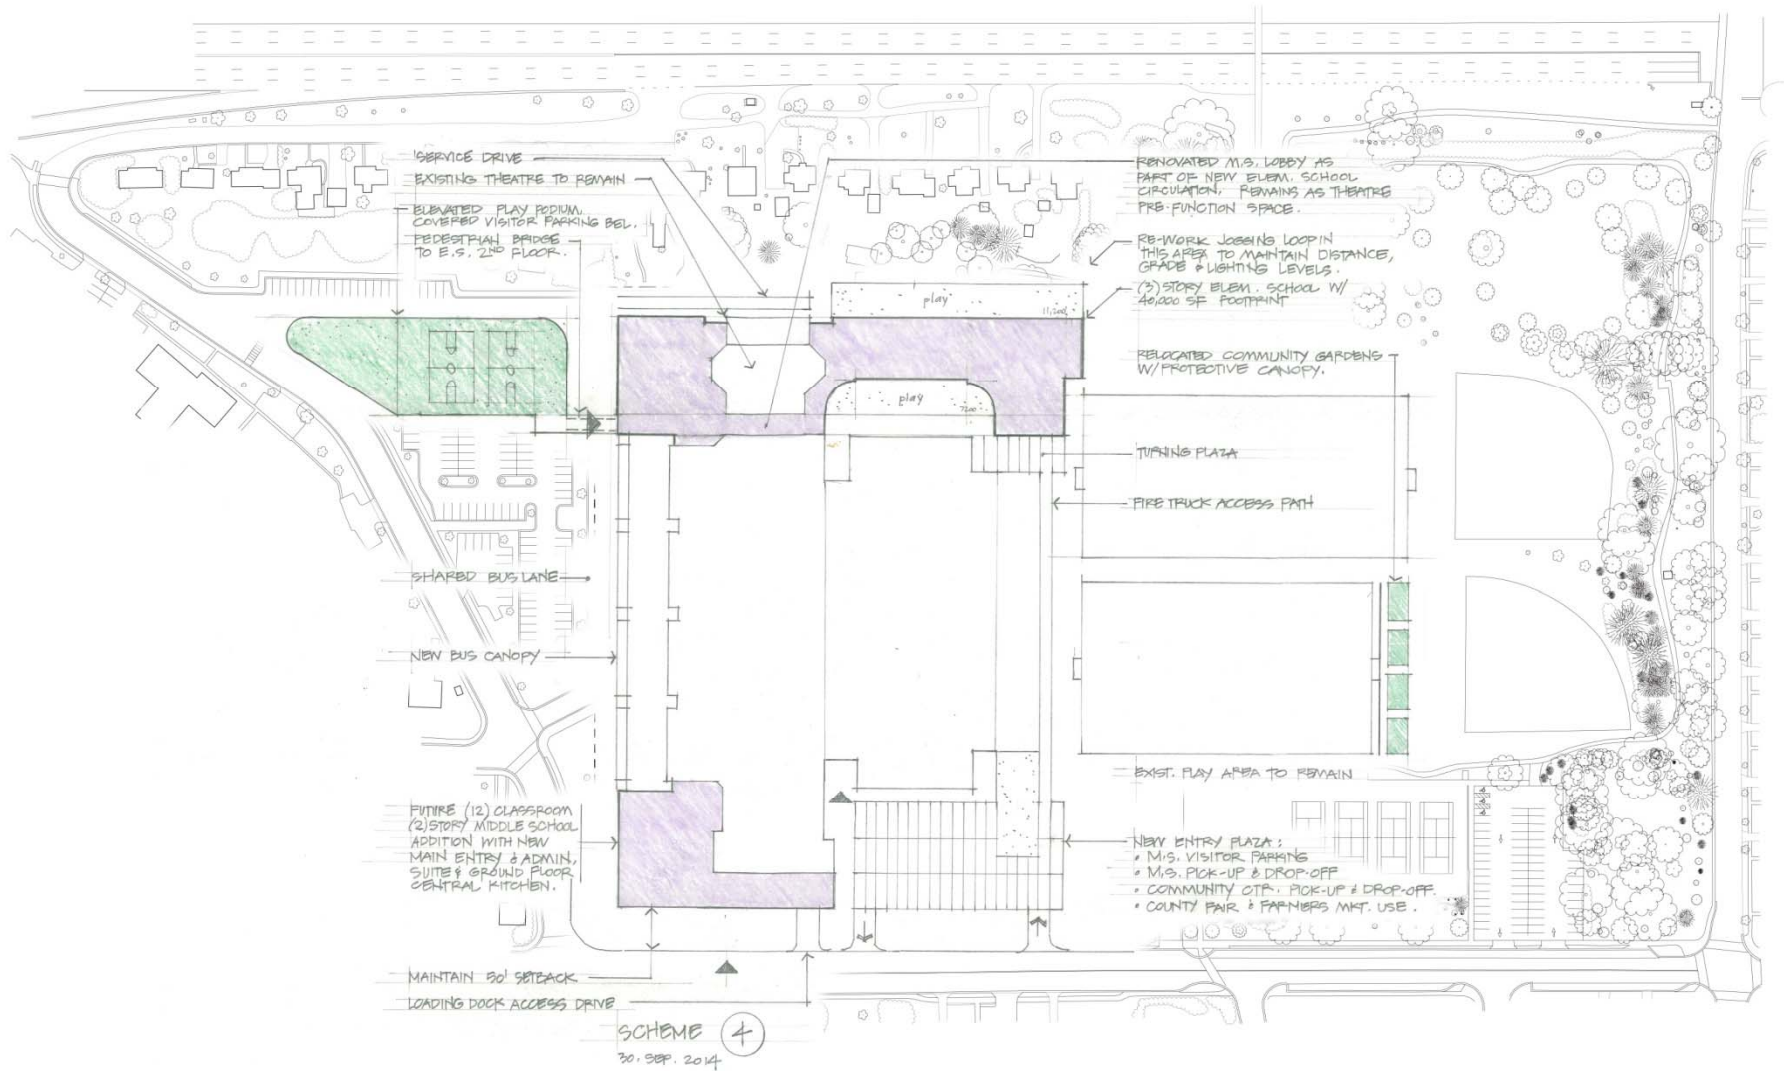 SERVICE DRIVE
EXISTING THEATRE TO REMAIN
ELEVATED PLAY PODIUM,
COVERED VISITOR PARKING BEL.
PEDESTRIAN BRIDGE
TO E.S. 2ND FLOOR.
RENOVATED M.S. LOBBY AS
PART OF NEW ELEM. SCHOOL
CIRCULATION, REMAINS AS THEATRE
PRE-FUNCTION SPACE.
RE-WORK JOGGING LOOP IN
THIS AREA TO MAINTAIN DISTANCE,
GRADE & LIGHTING LEVELS.
(3) STORY ELEM. SCHOOL W/
40,000 SF FOOTPRINT
play
11,200
RELOCATED COMMUNITY GARDENS
W/ PROTECTIVE CANOPY.
play
7200
TURNING PLAZA
FIRE TRUCK ACCESS PATH
SHARED BUS LANE
NEW BUS CANOPY
EXIST. PLAY AREA TO REMAIN
FUTURE (12) CLASSROOM
(2) STORY MIDDLE SCHOOL
ADDITION WITH NEW
MAIN ENTRY & ADMIN,
SUITE & GROUND FLOOR
CENTRAL KITCHEN.
NEW ENTRY PLAZA:
• M.S. VISITOR PARKING
• M.S. PICK-UP & DROP-OFF
• COMMUNITY CTR. PICK-UP & DROP-OFF.
• COUNTY FAIR & FARMERS MKT. USE.
MAINTAIN 50' SETBACK
LOADING DOCK ACCESS DRIVE
SCHEME 4
30. SEP. 2014